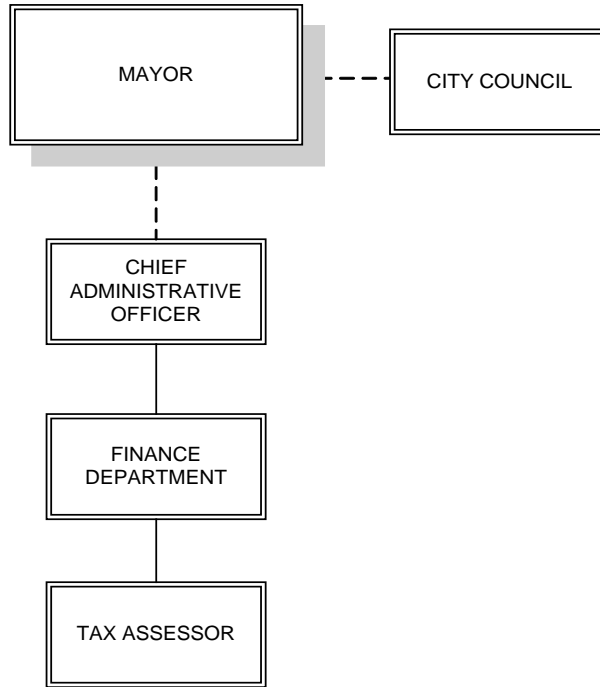 MAYOR
CITY COUNCIL
CHIEF
ADMINISTRATIVE
OFFICER
FINANCE
DEPARTMENT
TAX ASSESSOR